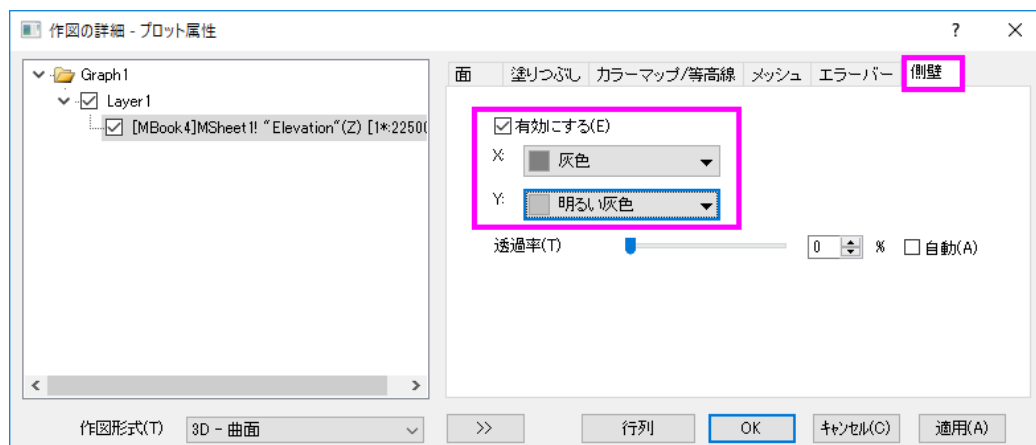 作図の詳細 - プロット属性 ?
Graph1
Layer1
[MBook4]MSheet1! "Elevation"(Z) [1*:22500
面 塗りつぶし カラーマップ/等高線 メッシュ エラーバー 側壁
有効にする(E)
X: 灰色
Y: 明るい灰色
透過率(T) 0 % 自動(A)
作図形式(T) 3D - 曲面 >> 行列 OK キャンセル(C) 適用(A)